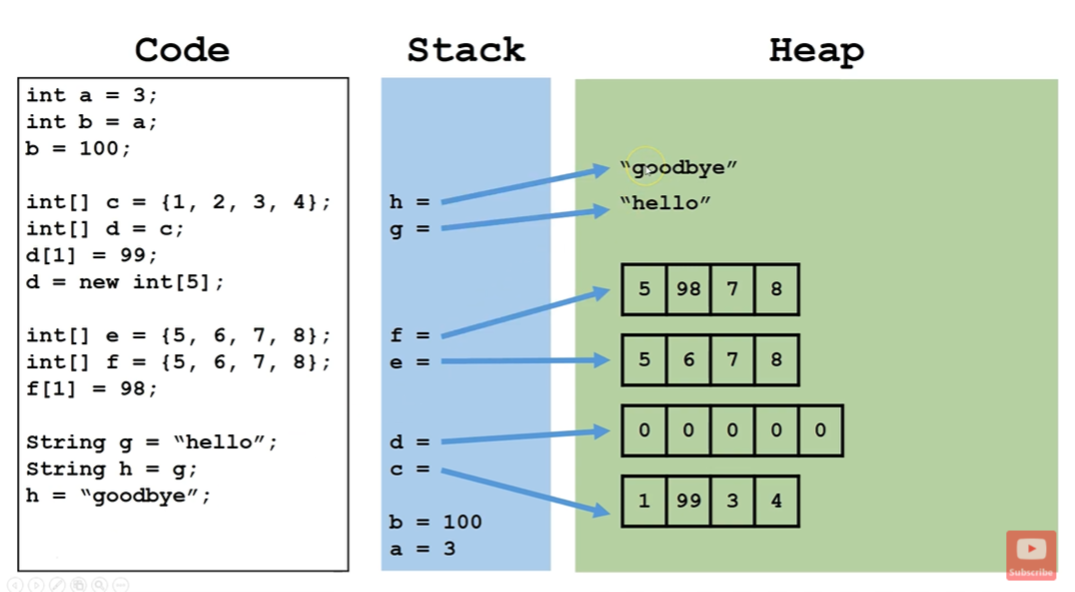 Code
int a = 3;
int b = a;
b = 100;
int[] c = {1, 2, 3, 4};
int[] d = c;
d[1] = 99;
d = new int[5];
int[] e = {5, 6, 7, 8};
int[] f = {5, 6, 7, 8};
f[1] = 98;
String g = “hello”;
String h = g;
h = “goodbye”;
Stack
h =
g =
f =
e =
d =
c =
b = 100
a = 3
Heap
“goodbye”
“hello”
5 98 7 8
5 6 7 8
0 0 0 0 0
1 99 3 4
Subscribe